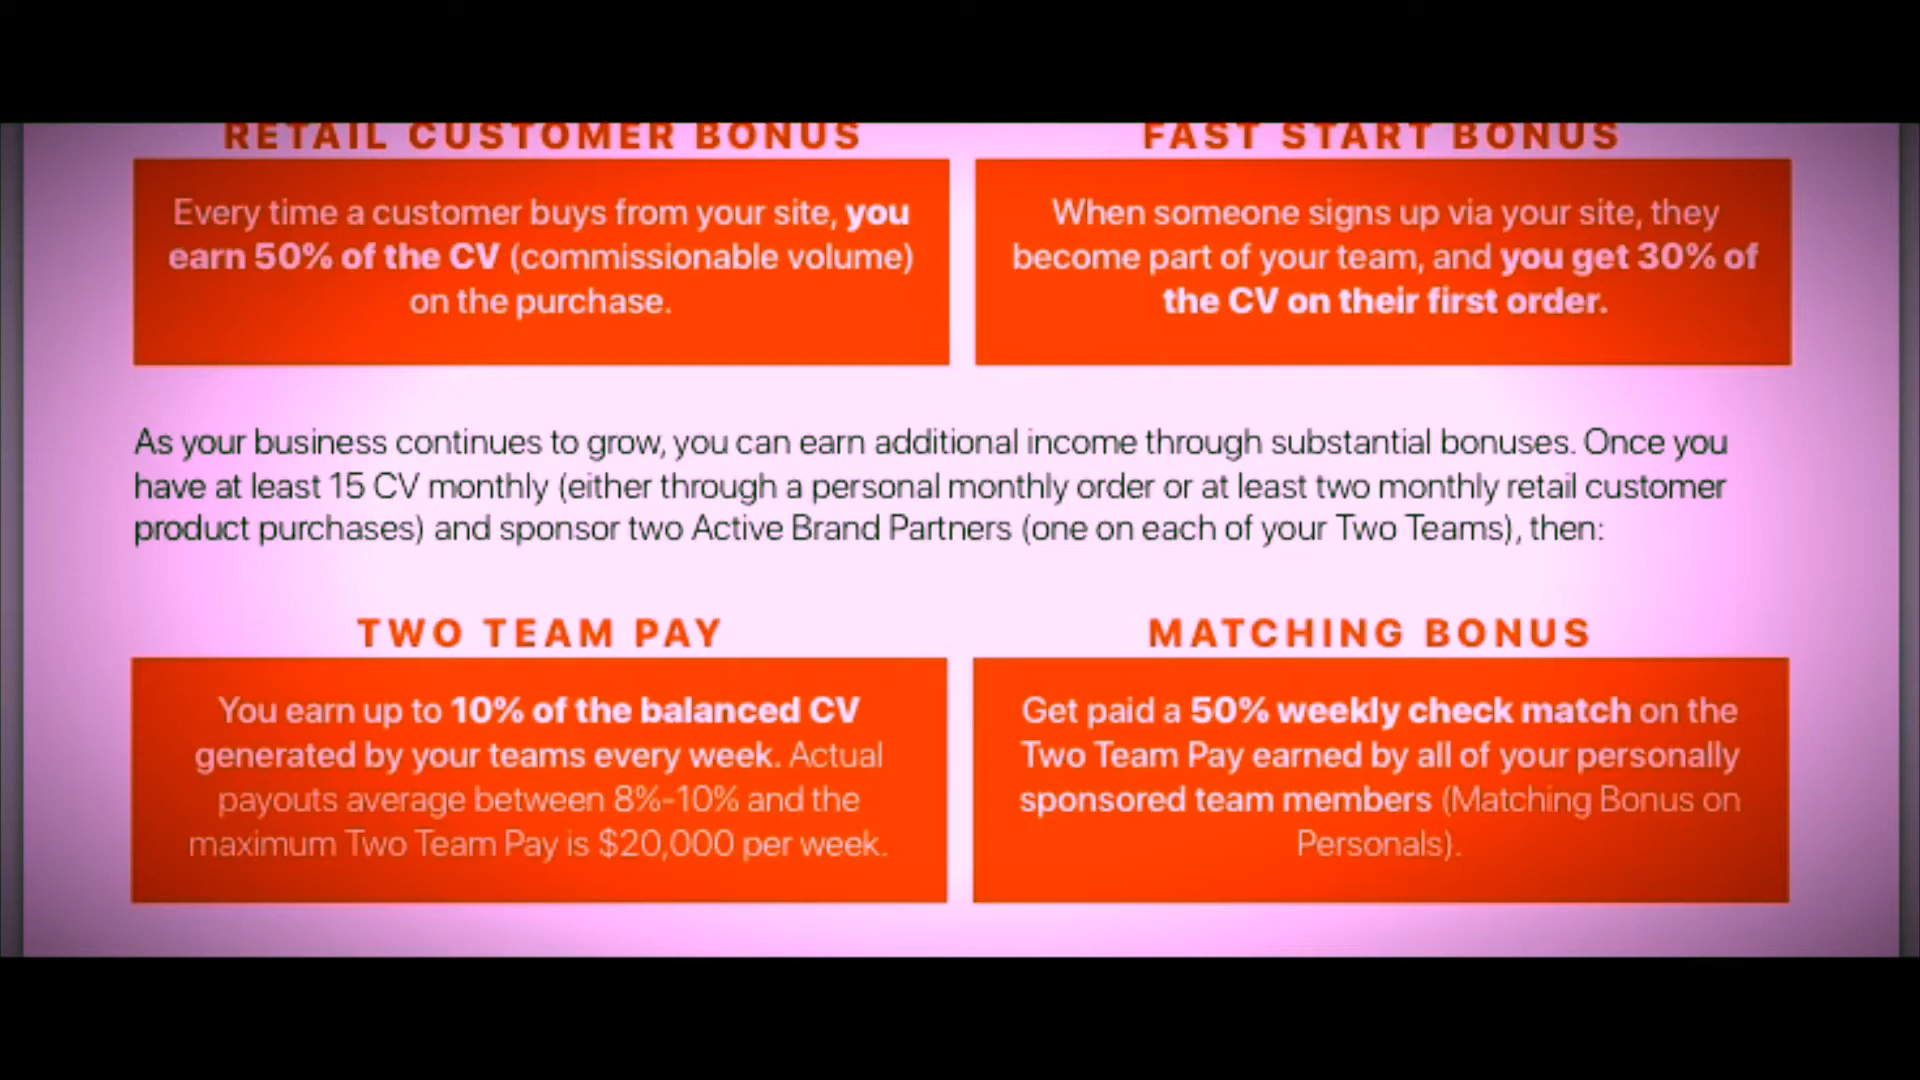 RETAIL CUSTOMER BONUS
Every time a customer buys from your site, you
earn 50% of the CV (commissionable volume)
on the purchase.
FAST START BONUS
When someone signs up via your site, they
become part of your team, and you get 30% of
the CV on their first order.
As your business continues to grow, you can earn additional income through substantial bonuses. Once you
have at least 15 CV monthly (either through a personal monthly order or at least two monthly retail customer
product purchases) and sponsor two Active Brand Partners (one on each of your Two Teams), then:
TWO TEAM PAY
You earn up to 10% of the balanced CV
generated by your teams every week. Actual
payouts average between 8%-10% and the
maximum Two Team Pay is $20,000 per week.
MATCHING BONUS
Get paid a 50% weekly check match on the
Two Team Pay earned by all of your personally
sponsored team members (Matching Bonus on
Personals).